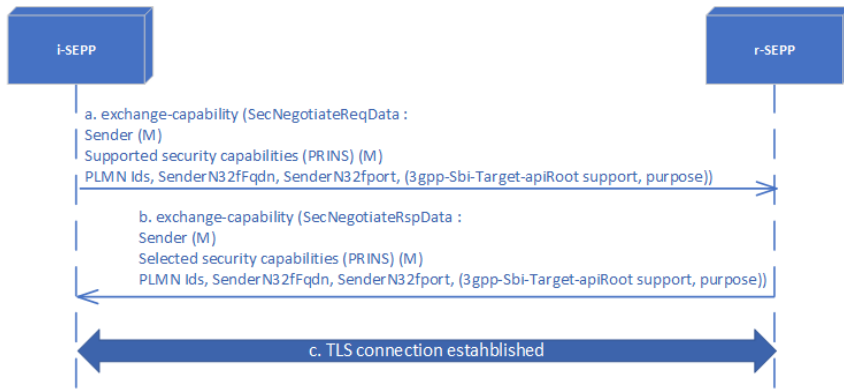 i-SEPP
r-SEPP
a. exchange-capability (SecNegotiateReqData :
Sender (M)
Supported security capabilities (PRINS) (M)
PLMN Ids, SenderN32fFqdn, SenderN32fport, (3gpp-Sbi-Target-apiRoot support, purpose))
b. exchange-capability (SecNegotiateRspData :
Sender (M)
Selected security capabilities (PRINS) (M)
PLMN Ids, SenderN32fFqdn, SenderN32fport, (3gpp-Sbi-Target-apiRoot support, purpose))
c. TLS connection estahblished